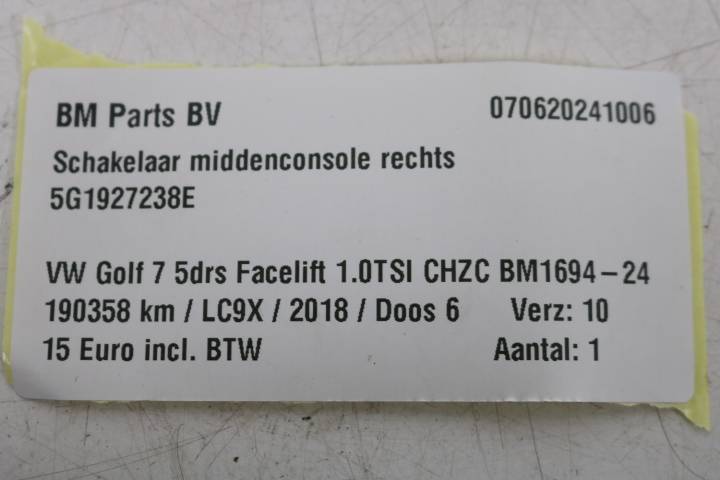 BM Parts BV 070620241006
Schakelaar middenconsole rechts
5G1927238E
VW Golf 7 5drs Facelift 1.0TSI CHZC BM1694-24
190358 km / LC9X / 2018 / Doos 6 Verz: 10
15 Euro incl. BTW Aantal: 1